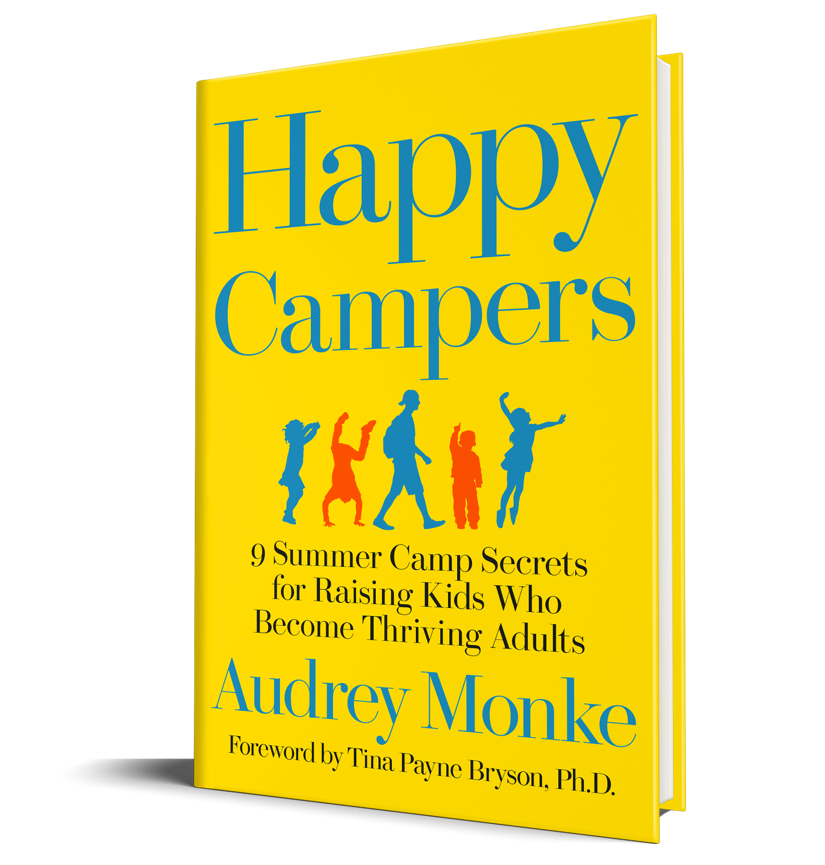 Happy
Campers
9 Summer Camp Secrets
for Raising Kids Who
Become Thriving Adults
Audrey Monke
Foreword by Tina Payne Bryson, Ph.D.